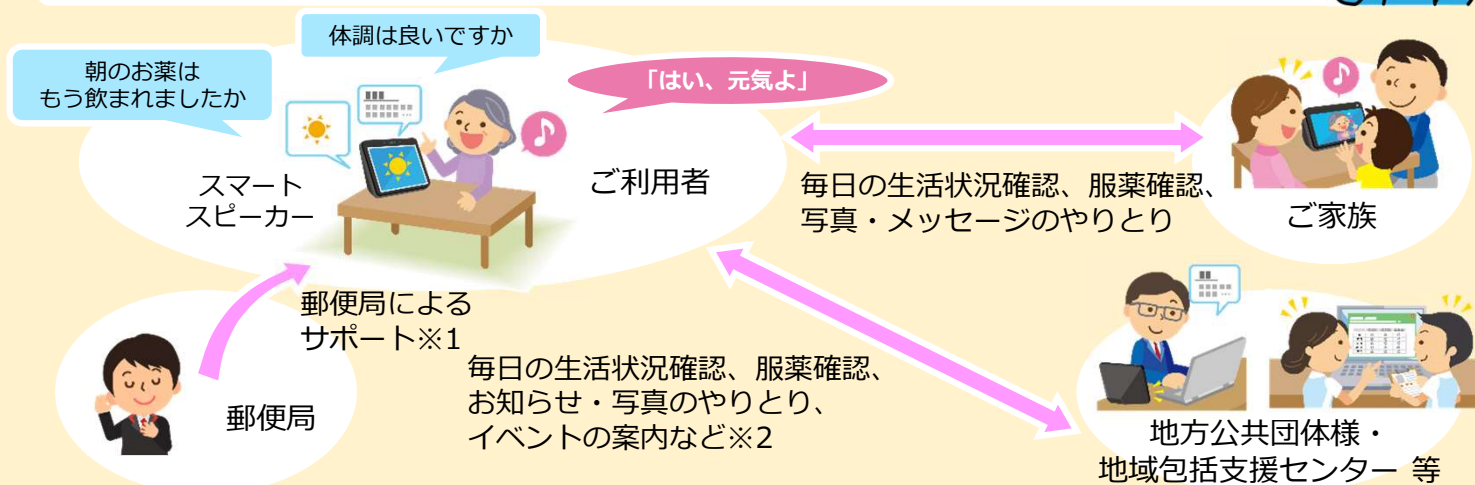 体調は良いですか
朝のお薬は
もう飲まれましたか
「はい、元気よ」
スマート
スピーカー
ご利用者
毎日の生活状況確認、服薬確認、
写真・メッセージのやりとり
ご家族
郵便局による
サポート※1
郵便局
毎日の生活状況確認、服薬確認、
お知らせ・写真のやりとり、
イベントの案内など※2
地方公共団体様・
地域包括支援センター 等